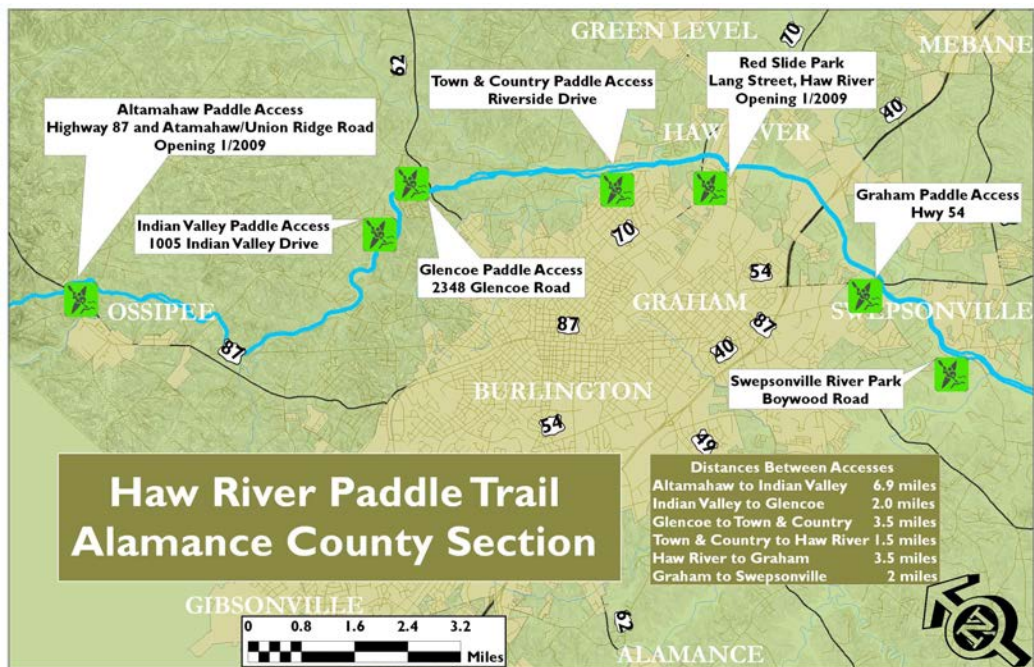 GREEN LEVEL
70
MEBANE
62
Altamahaw Paddle Access
Highway 87 and Atamahaw/Union Ridge Road
Opening 1/2009
Town & Country Paddle Access
Riverside Drive
Red Slide Park
Lang Street, Haw River
Opening 1/2009
40
HAW RIVER
Indian Valley Paddle Access
1005 Indian Valley Drive
Graham Paddle Access
Hwy 54
70
Glencoe Paddle Access
2348 Glencoe Road
54
OSSIPEE
GRAHAM
SWEPSONVILLE
87
87
87
40
BURLINGTON
Swepsonville River Park
Boywood Road
54
49
Haw River Paddle Trail
Alamance County Section
Distances Between Accesses
Altamahaw to Indian Valley 6.9 miles
Indian Valley to Glencoe 2.0 miles
Glencoe to Town & Country 3.5 miles
Town & Country to Haw River 1.5 miles
Haw River to Graham 3.5 miles
Graham to Swepsonville 2 miles
GIBSONVILLE
0 0.8 1.6 2.4 3.2
Miles
62
ALAMANCE
N